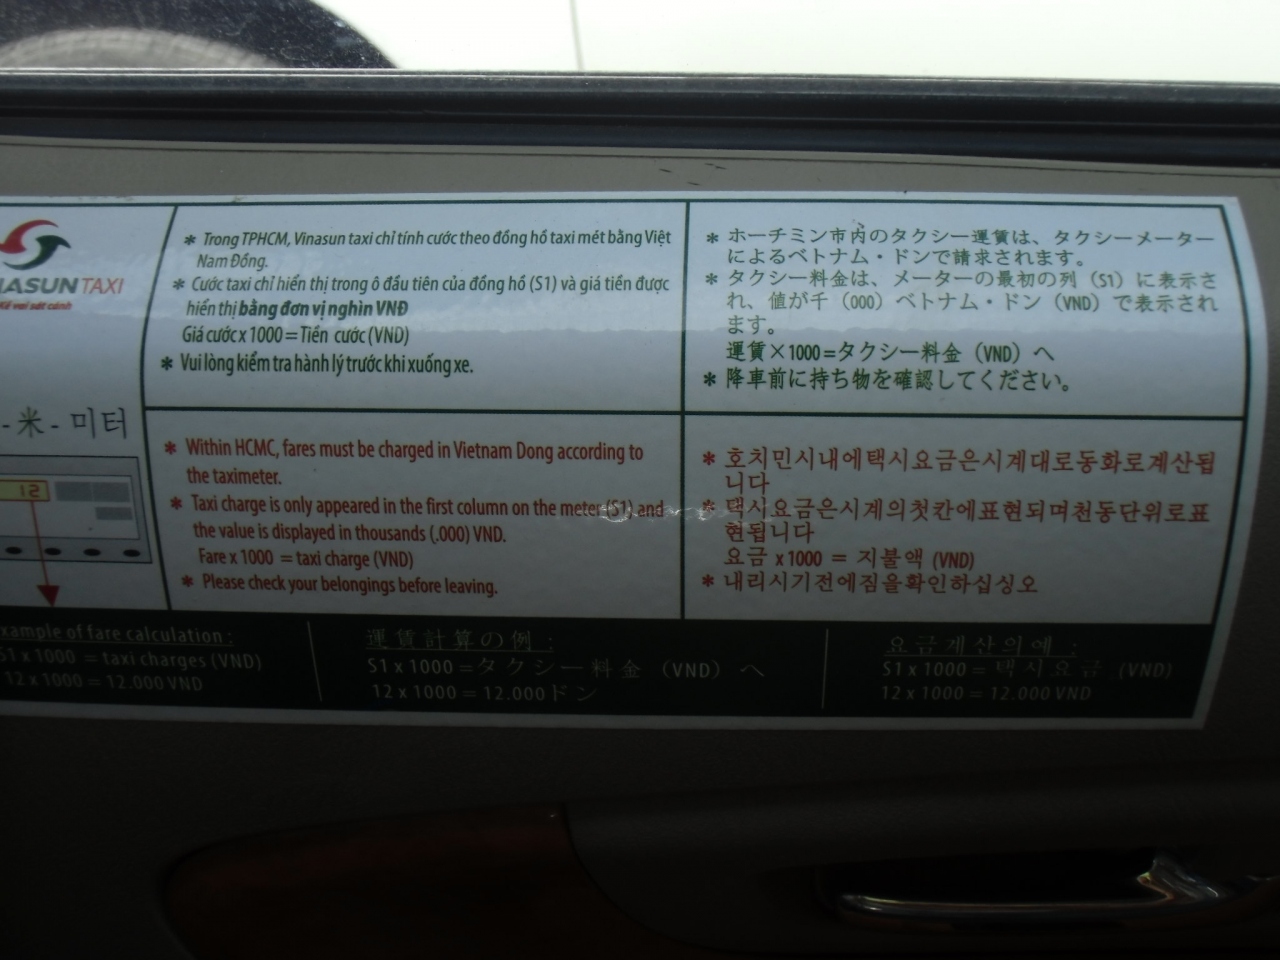 ASUN TAXI
- 米 - 미터
12
* Trong TPHCM, Vinasun taxi chỉ tính cước theo đồng hồ taxi mét bằng Việt
Nam Đồng.
* Cước taxi chỉ hiển thị trong ô đầu tiên của đồng hồ (S1) và giá tiền được
hiển thị bằng đơn vị nghìn VNĐ
Giá cước x 1000 = Tiền cước (VND)
* Vui lòng kiểm tra hành lý trước khi xuống xe.
* ホーチミン市内のタクシー運賃は、タクシーメーター
によるベトナム・ドンで請求されます。
* タクシー料金は、メーターの最初の列（S1）に表示さ
れ、値が千（000）ベトナム・ドン（VND）で表示され
ます。
運賃×1000=タクシー料金（VND）へ
* 降車前に持ち物を確認してください。
* Within HCMC, fares must be charged in Vietnam Dong according to
the taximeter.
* Taxi charge is only appeared in the first column on the meter (S1) and
the value is displayed in thousands (.000) VND.
Fare x 1000 = taxi charge (VND)
* Please check your belongings before leaving.
* 호치민시내에택시요금은시계대로동화로계산됩
니다
* 택시요금은시계의첫칸에표현되며천동단위로표
현됩니다
요금 x1000 = 지불액 (VND)
* 내리시기전에짐을확인하십싱오
xample of fare calculation :
S1 x 1000 = taxi charges (VND)
12 x 1000 = 12.000 VND
運賃計算の例 :
S1 x 1000 =タクシー料金（VND）へ
12 x 1000 = 12.000ドン
요금계산의예 :
S1 x 1000 = 택시요금 (VND)
12 x 1000 = 12.000 VND